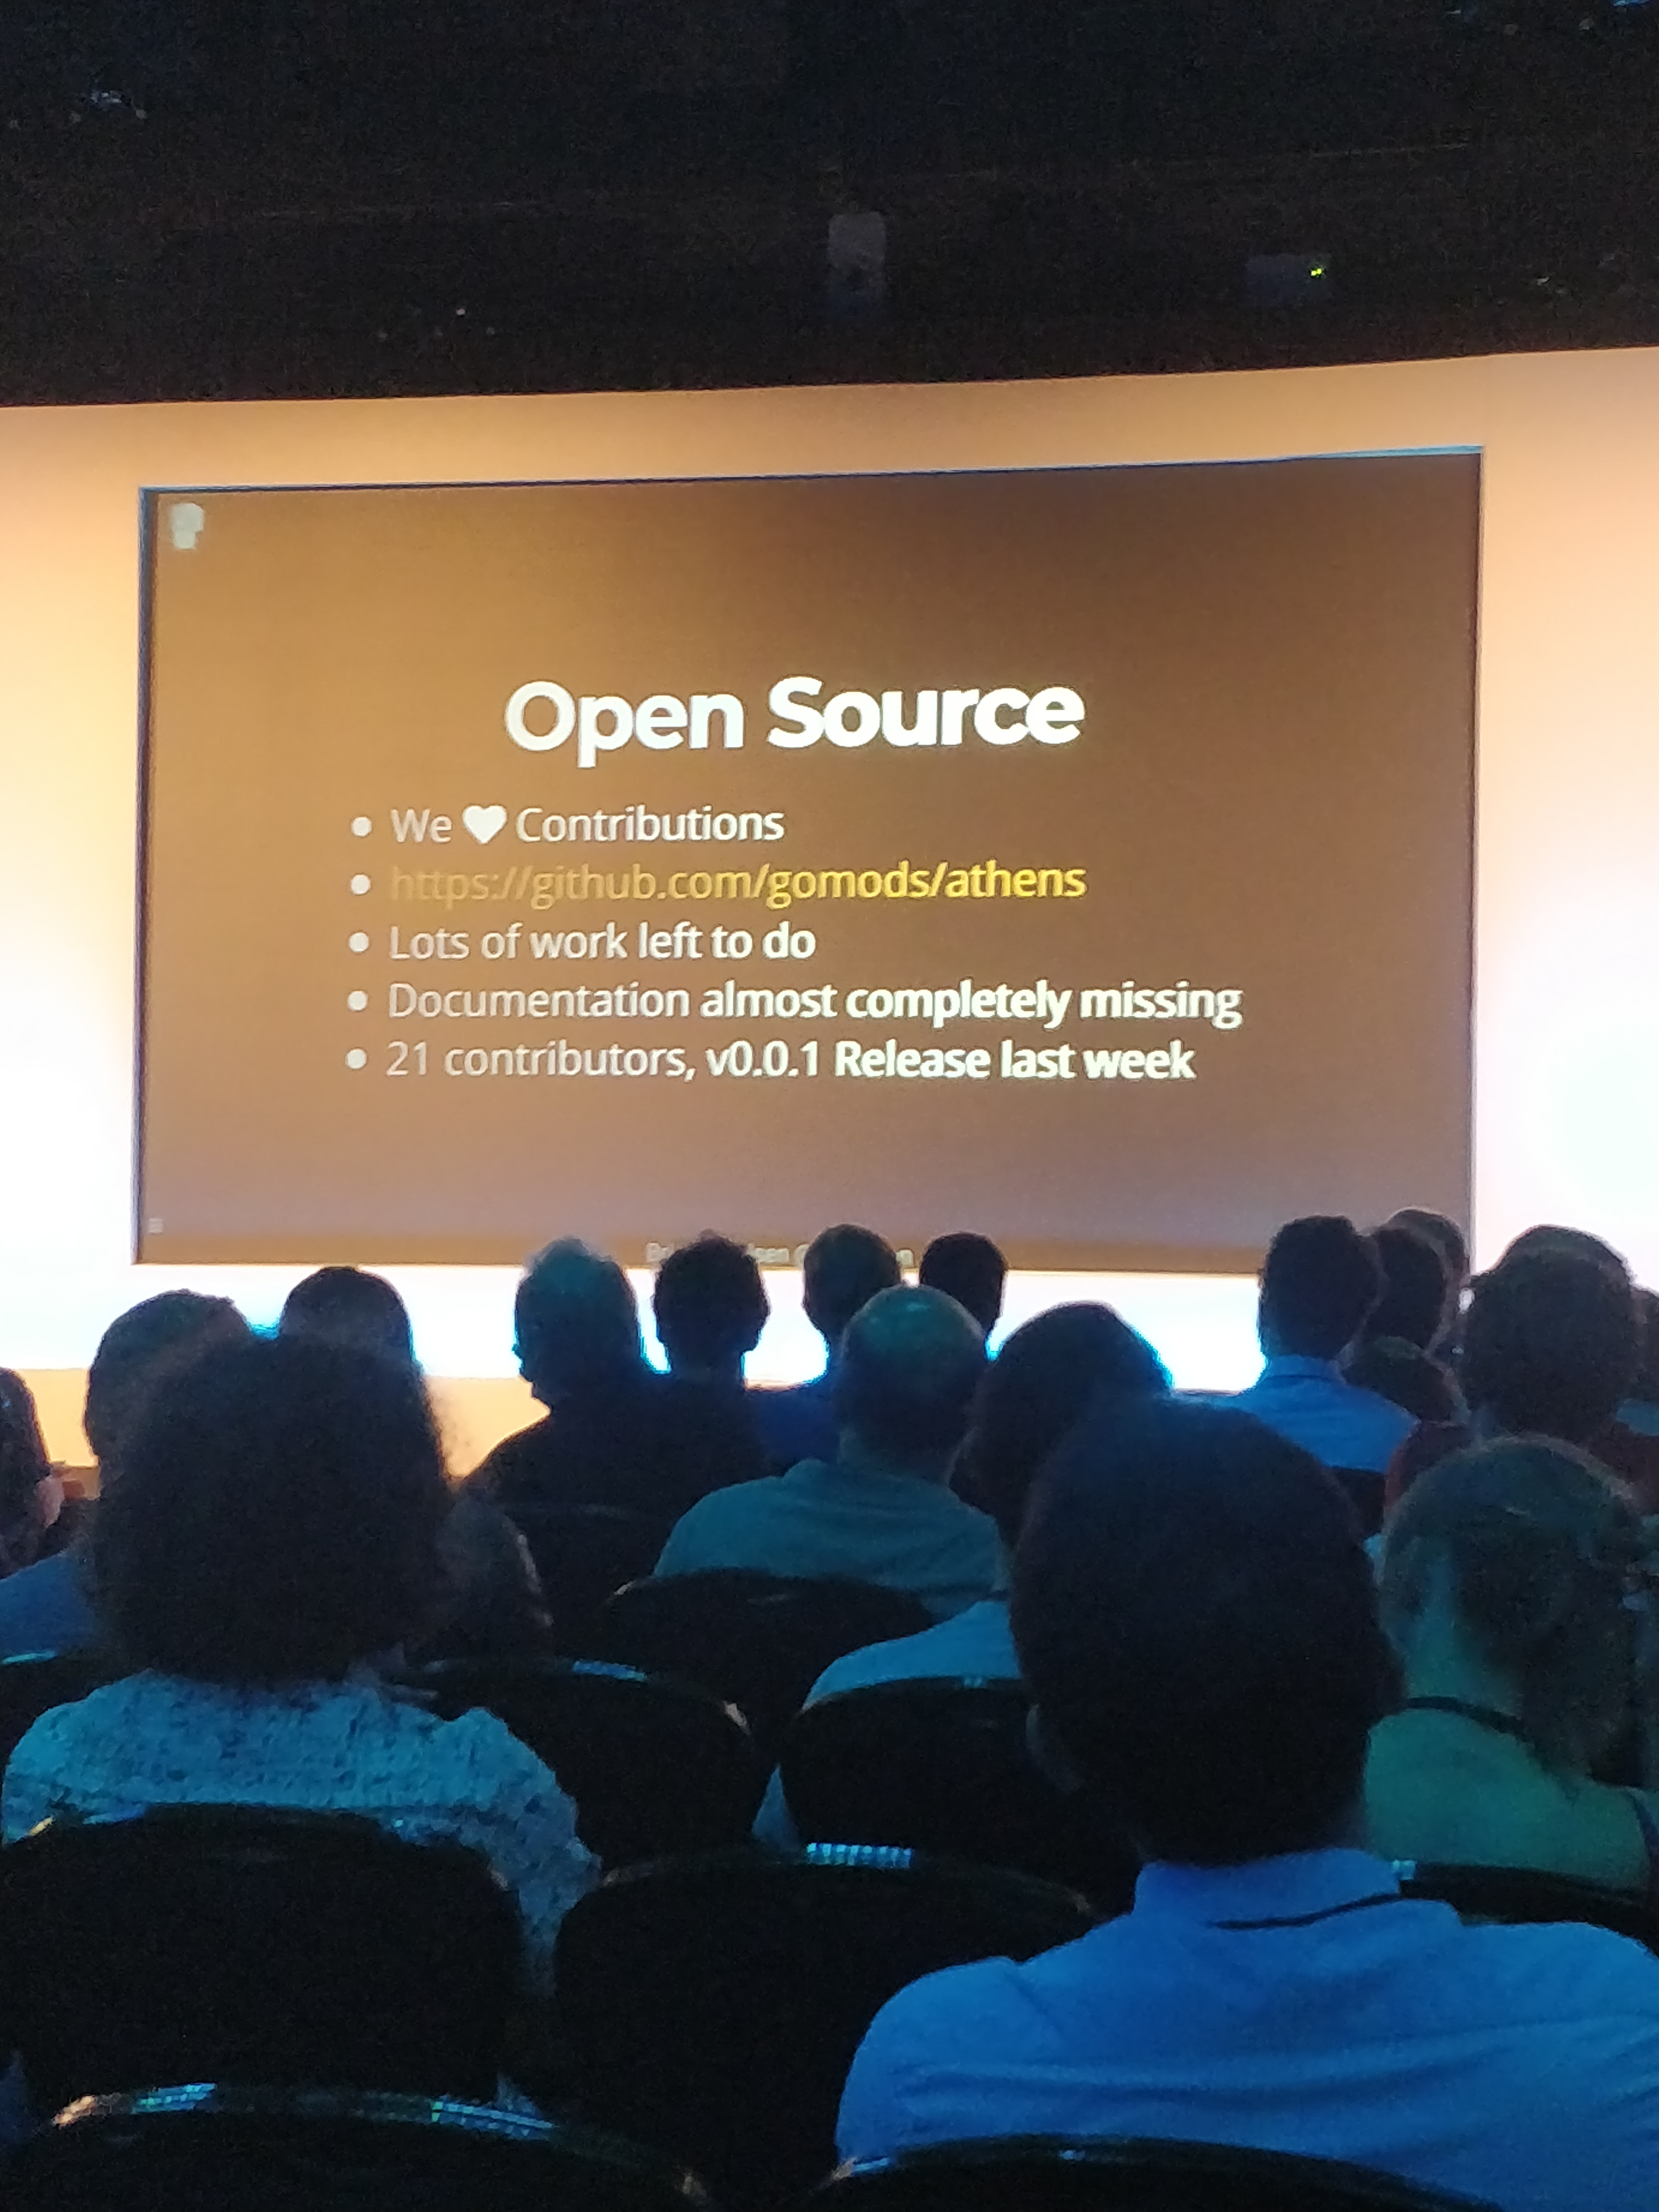 Open Source
We ♥ Contributions
https://github.com/gomods/athens
Lots of work left to do
Documentation almost completely missing
21 contributors, v0.0.1 Release last week